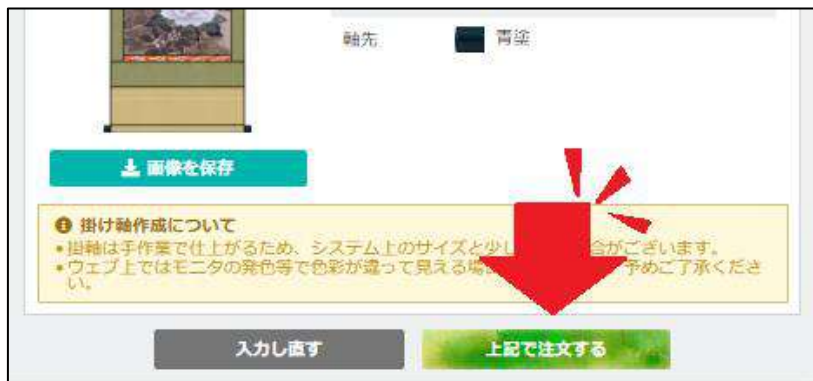 軸先 青塗
画像を保存
掛け軸作成について
•掛軸は手作業で仕上がるため、システム上のサイズと少し 合がございます。
•ウェブ上ではモニタの発色等で色彩が違って見える場 予めご了承くださ
い。
入力し直す 上記で注文する